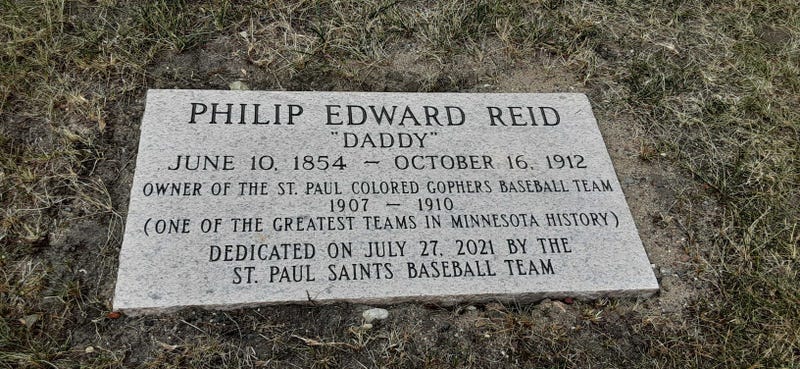 PHILIP EDWARD REID
"DADDY"
JUNE 10, 1854 — OCTOBER 16, 1912
OWNER OF THE ST. PAUL COLORED GOPHERS BASEBALL TEAM
1907 — 1910
(ONE OF THE GREATEST TEAMS IN MINNESOTA HISTORY)
DEDICATED ON JULY 27, 2021 BY THE
ST. PAUL SAINTS BASEBALL TEAM